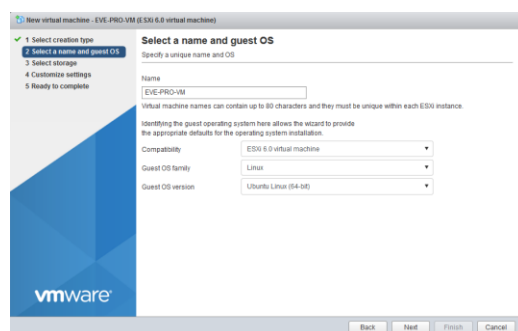 New virtual machine - EVE-PRO-VM (ESXi 6.0 virtual machine)
1 Select creation type
2 Select a name and guest OS
3 Select storage
4 Customize settings
5 Ready to complete
Select a name and guest OS
Specify a unique name and OS
Name
EVE-PRO-VM
Virtual machine names can contain up to 80 characters and they must be unique within each ESXi instance.
Identifying the guest operating system here allows the wizard to provide
the appropriate defaults for the operating system installation.
Compatibility
ESXi 6.0 virtual machine
Guest OS family
Linux
Guest OS version
Ubuntu Linux (64-bit)
vmware
Back
Next
Finish
Cancel